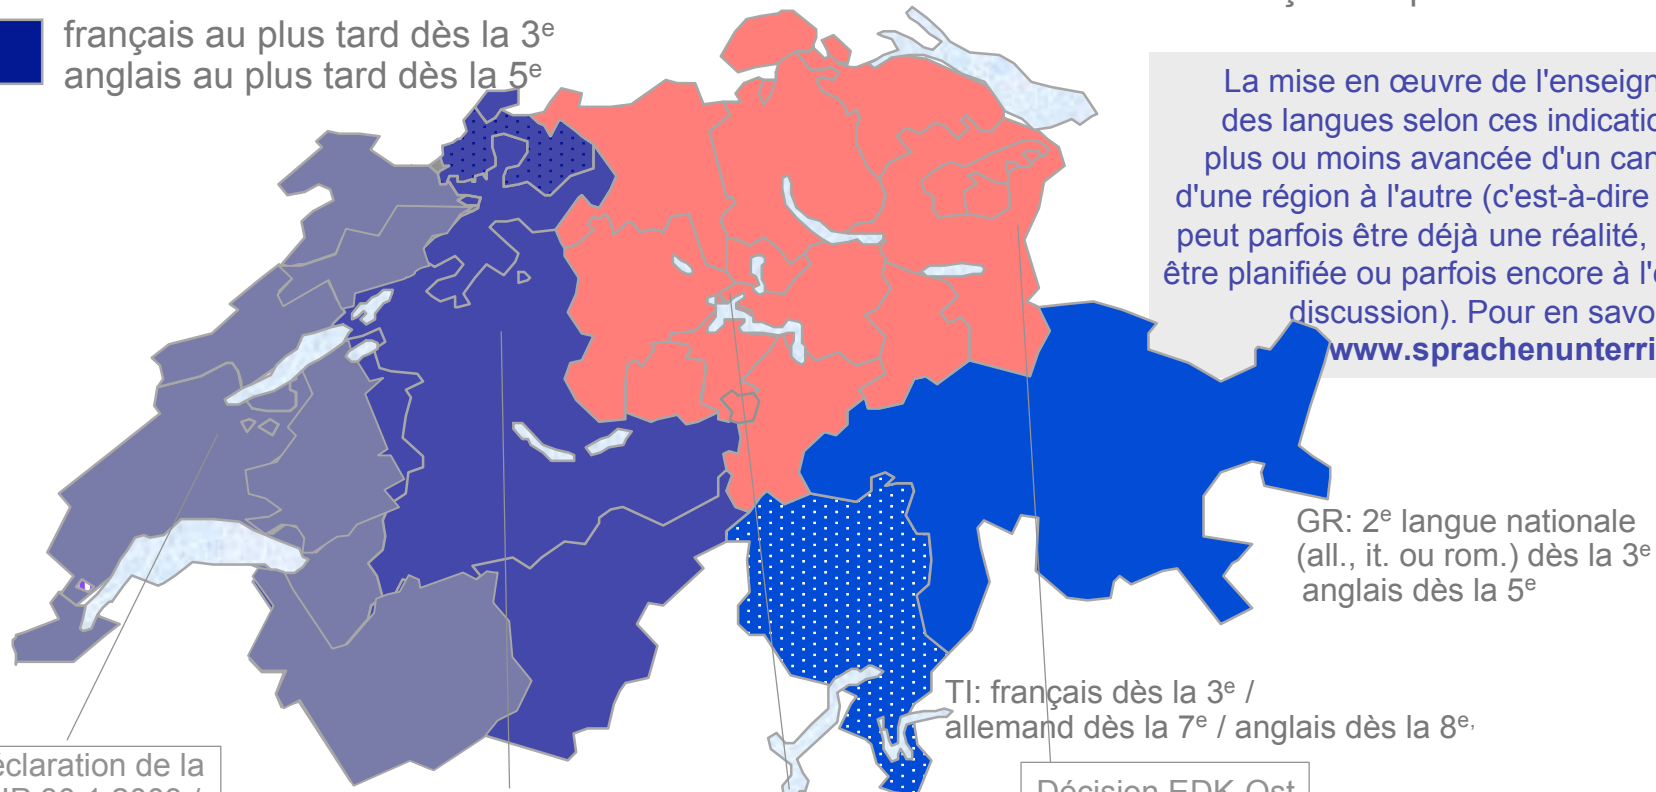 français au plus tard dès la 3e
anglais au plus tard dès la 5e
La mise en œuvre de l'enseign
des langues selon ces indicatio
plus ou moins avancée d'un can
d'une région à l'autre (c'est-à-dire
peut parfois être déjà une réalité,
être planifiée ou parfois encore à l'é
discussion). Pour en savo
www.sprachenunterri
GR: 2e langue nationale
(all., it. ou rom.) dès la 3e
anglais dès la 5e
TI: français dès la 3e /
allemand dès la 7e / anglais dès la 8e,
éclaration de la
Décision EDK-Ost